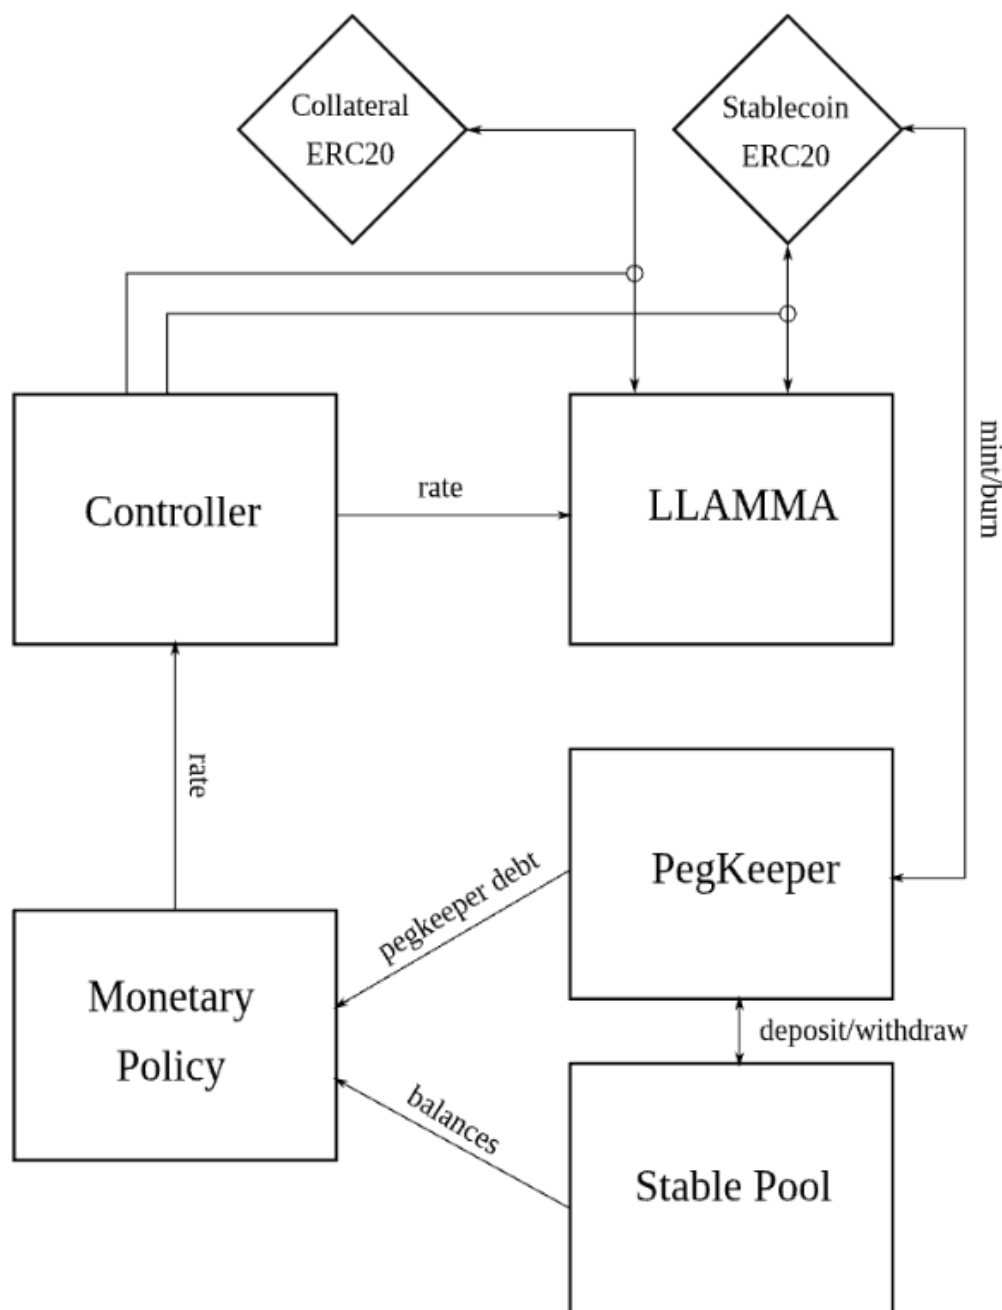 Collateral
ERC20
Stablecoin
ERC20
mint/burn
Controller
rate
LLAMMA
rate
PegKeeper
pegkeeper debt
Monetary
Policy
deposit/withdraw
balances
Stable Pool